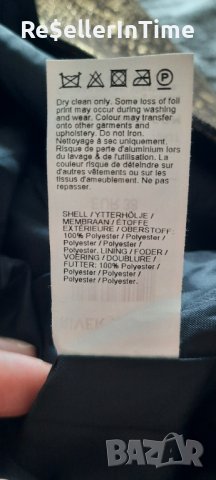 Re$ellerInTrade
Dry clean only. Some loss of foil
print may occur during washing
and wear. Colour may transfer
onto other garments and
upholstery. Do not Iron.
Nettoyage à sec uniquement.
Risque de perte d'aluminium lors
du lavage & de l'utilisation. La
couleur risque de déteindre sur
d'autres vêtements ou sur les
tissus d'ameublement. Ne pas
repasser.
SHELL / YTTERHÖLJE /
MEMBRAAN / ÉTOFFE
EXTÉRIEURE / OBERSTOFF:
100% Polyester / Polyester /
Polyester / Polyester /
Polyester. LINING / FODER /
VOERING / DOUBLURE /
FUTTER: 100% Polyester /
Polyester / Polyester /
Polyester / Polyester.
bazar